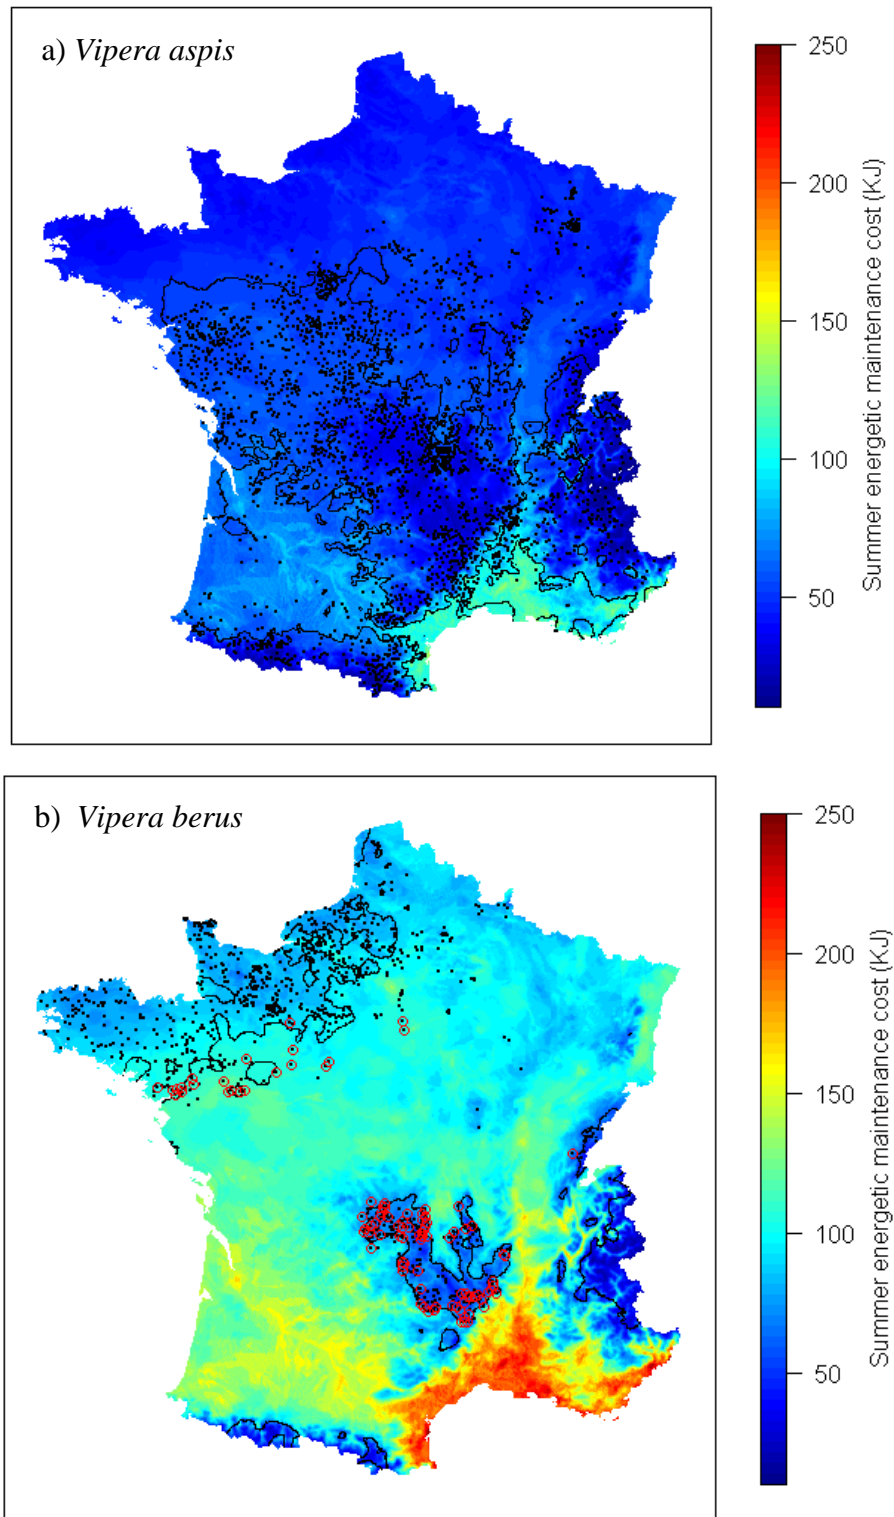 a) Vipera aspis
250
200
150
100
50
Summer energetic maintenance cost (KJ)
b) Vipera berus
250
200
150
100
50
Summer energetic maintenance cost (KJ)